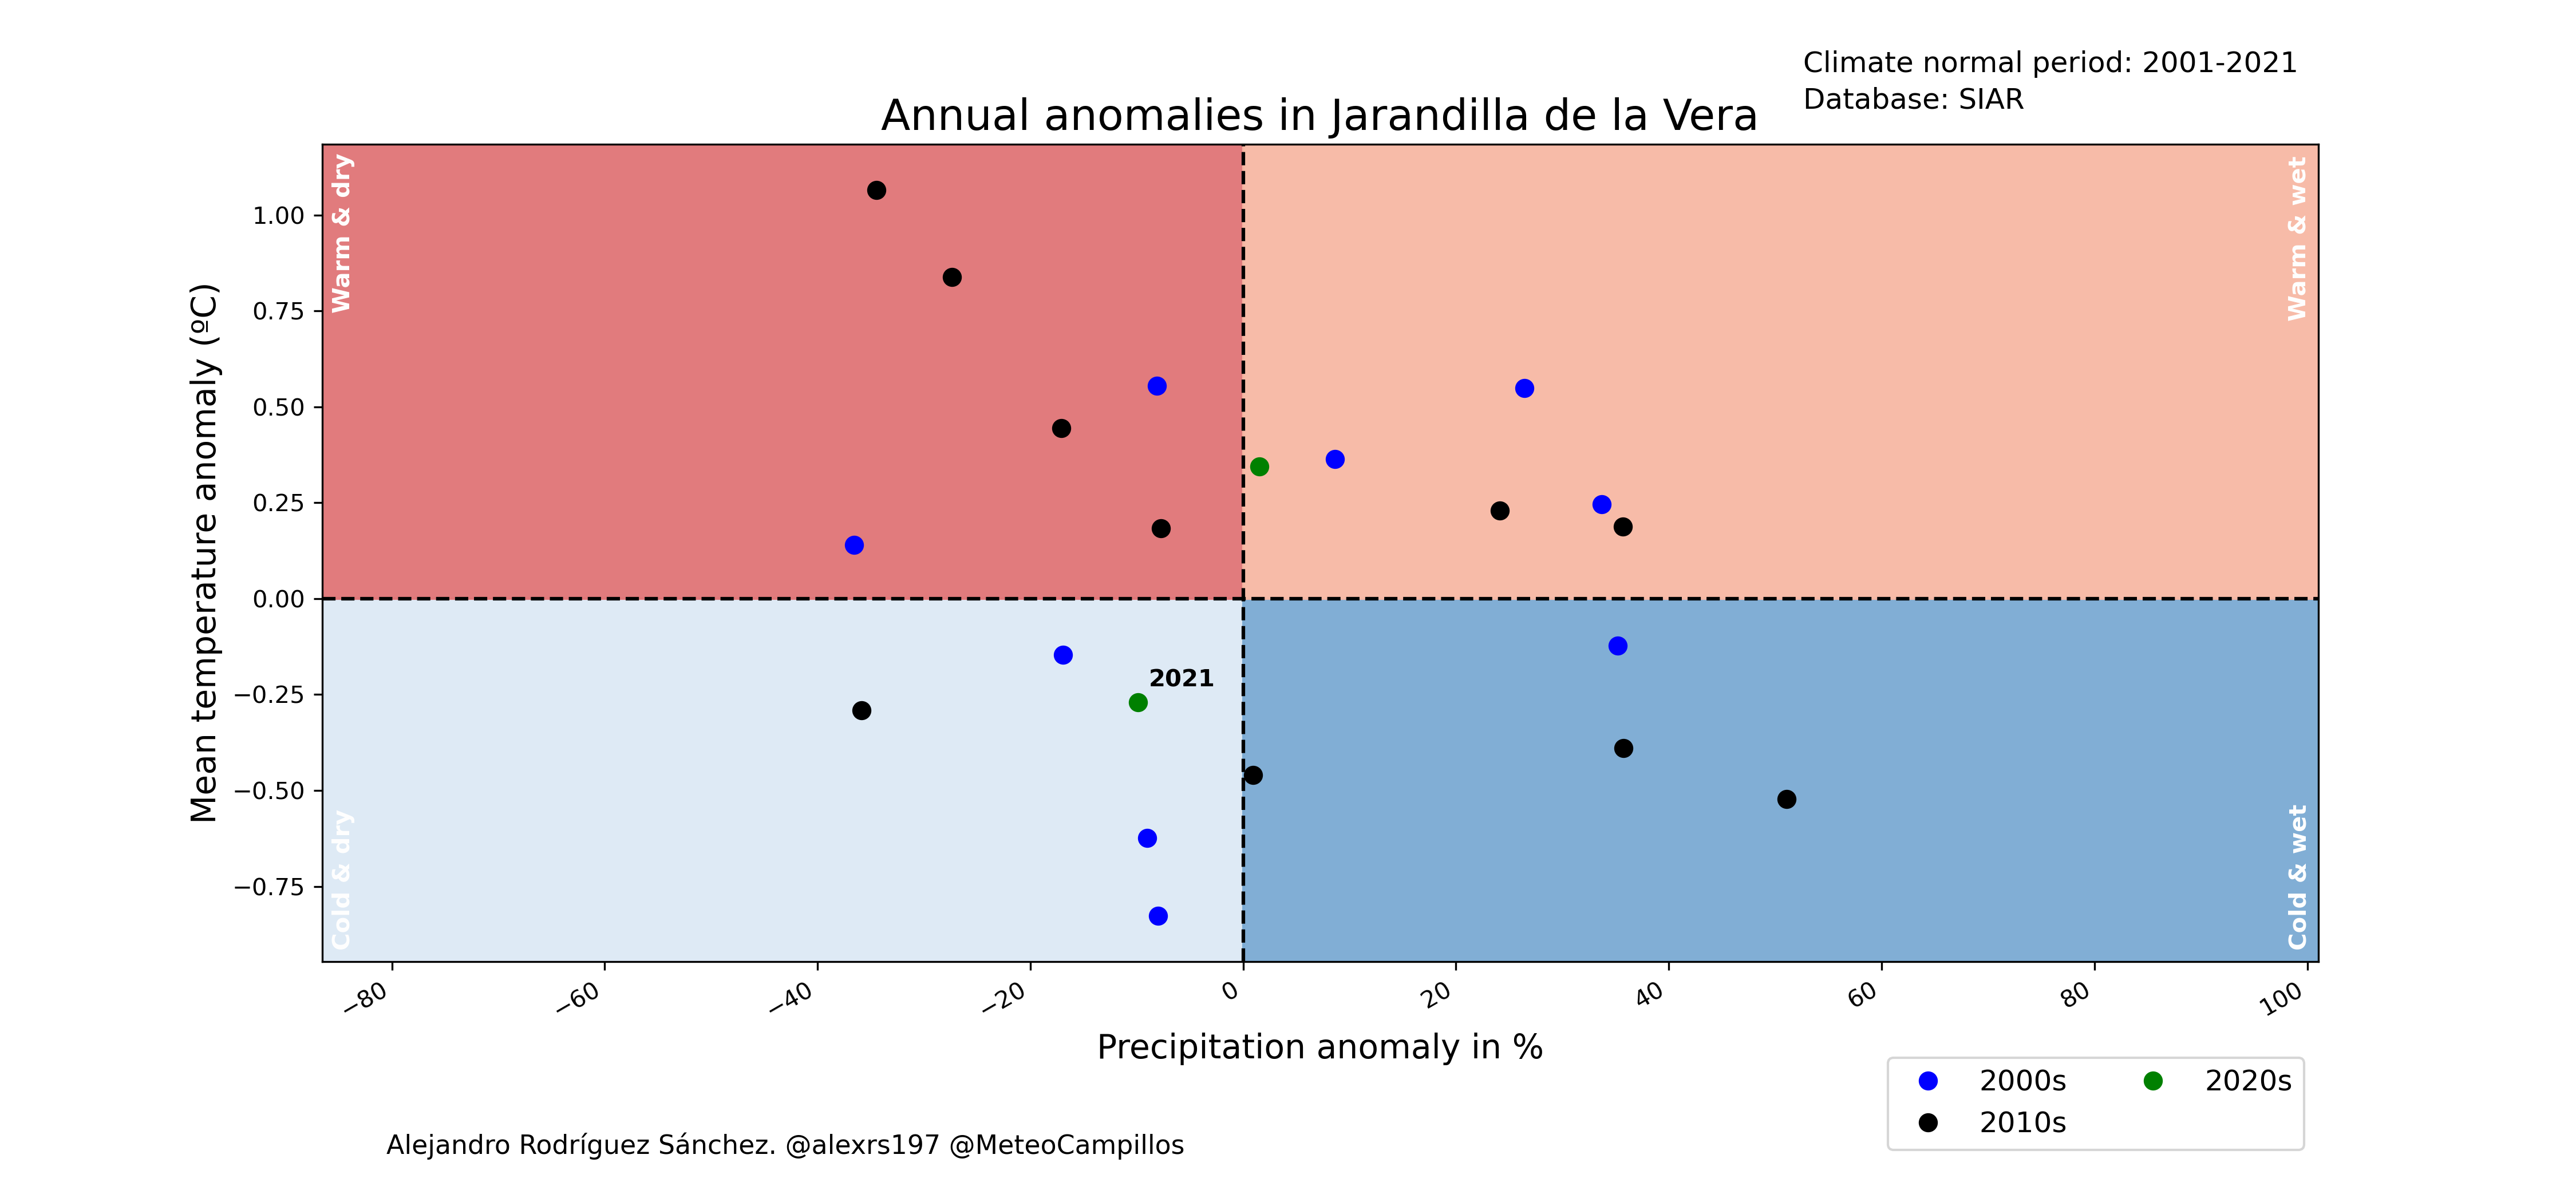 Climate normal period: 2001-2021
Database: SIAR
Annual anomalies in Jarandilla de la Vera
Warm & dry
Warm & wet
Mean temperature anomaly (ºC)
1.00
0.75
0.50
0.25
0.00
−0.25
−0.50
−0.75
2021
Cold & dry
Cold & wet
−80
−60
−40
−20
0
20
40
60
80
100
Precipitation anomaly in %
2000s
2020s
2010s
Alejandro Rodríguez Sánchez. @alexrs197 @MeteoCampillos